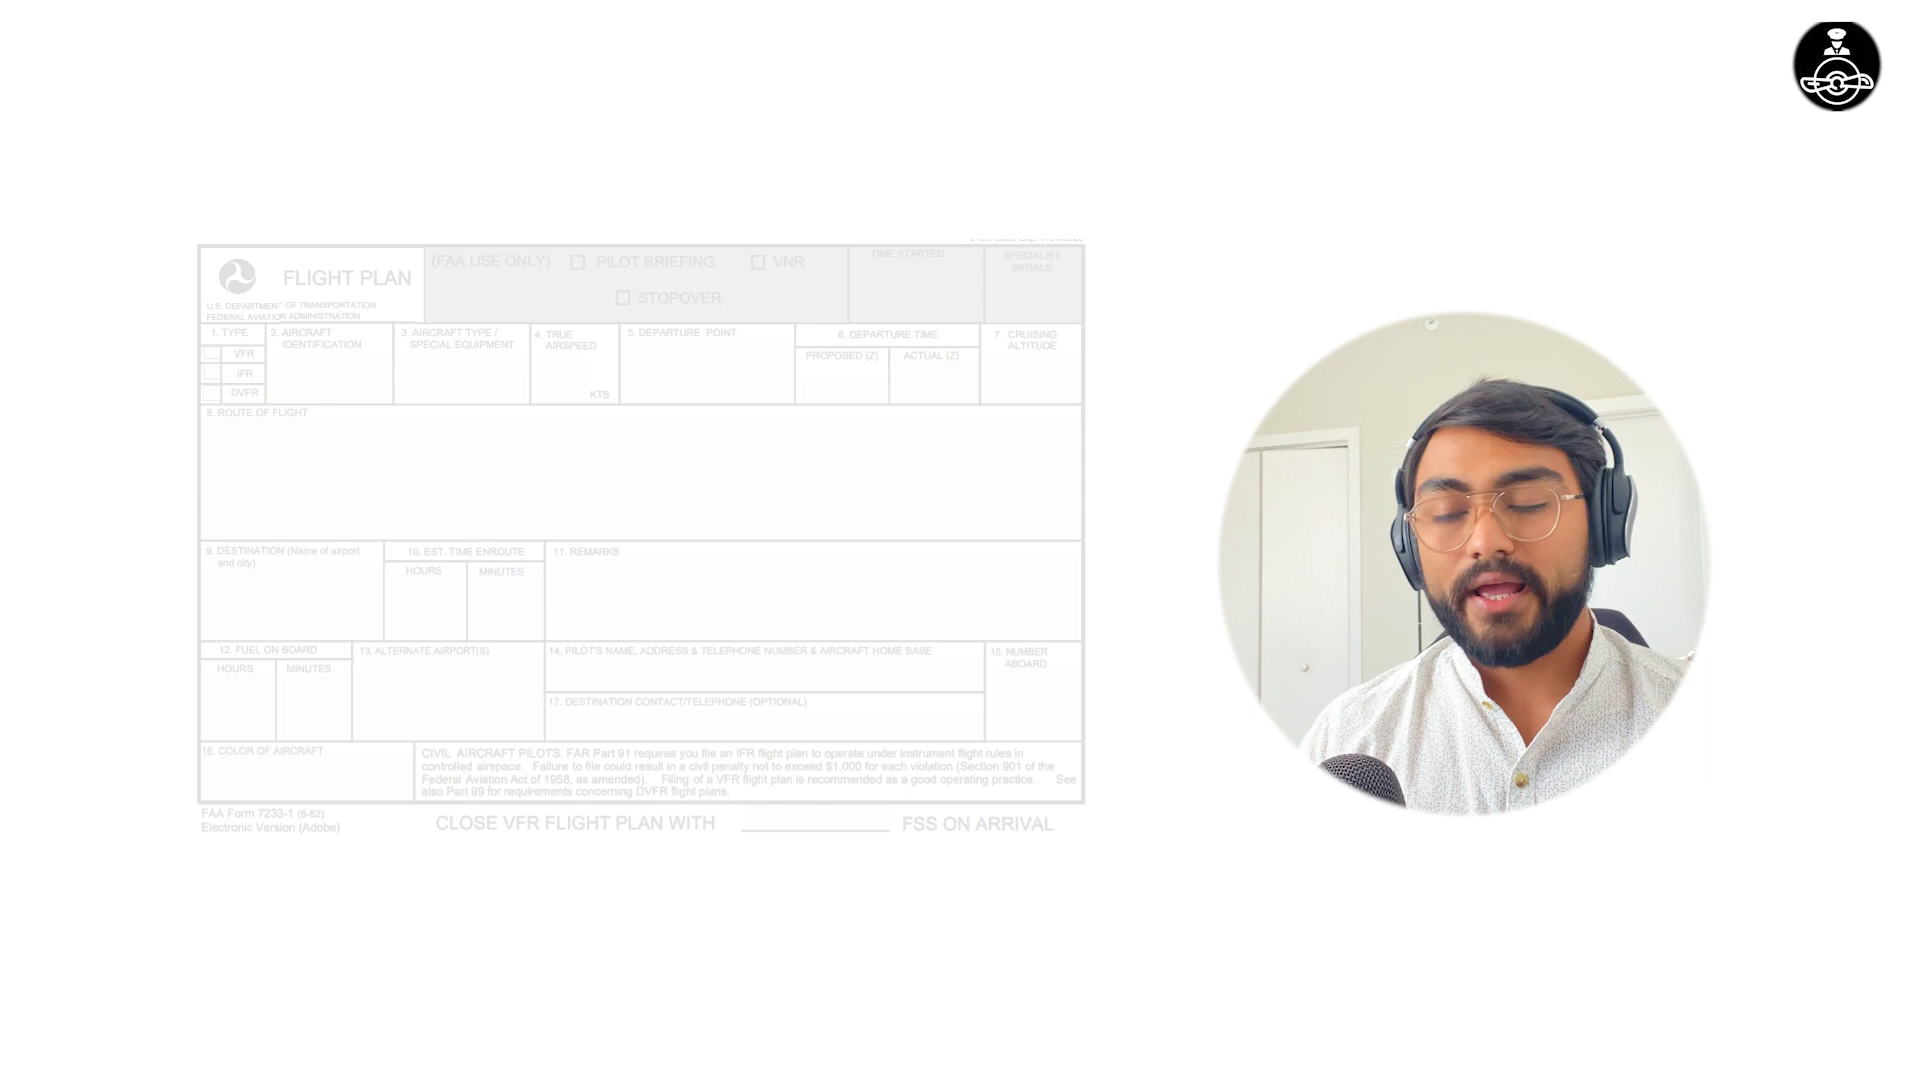 FLIGHT PLAN
U.S. DEPARTMENT OF TRANSPORTATION
FEDERAL AVIATION ADMINISTRATION
(FAA USE ONLY)
PILOT BRIEFING
VNR
STOPOVER
TIME STARTED
SPECIALIST
INITIALS
1. TYPE
VFR
IFR
DVFR
2. AIRCRAFT
IDENTIFICATION
3. AIRCRAFT TYPE /
SPECIAL EQUIPMENT
4. TRUE
AIRSPEED
KTS
5. DEPARTURE POINT
6. DEPARTURE TIME
PROPOSED (Z)
ACTUAL (Z)
7. CRUISING
ALTITUDE
8. ROUTE OF FLIGHT
9. DESTINATION (Name of airport
and city)
10. EST. TIME ENROUTE
HOURS
MINUTES
11. REMARKS
12. FUEL ON BOARD
HOURS
MINUTES
13. ALTERNATE AIRPORT(S)
14. PILOT'S NAME, ADDRESS & TELEPHONE NUMBER & AIRCRAFT HOME BASE
17. DESTINATION CONTACT/TELEPHONE (OPTIONAL)
15. NUMBER
ABOARD
16. COLOR OF AIRCRAFT
CIVIL AIRCRAFT PILOTS. FAR Part 91 requires you file an IFR flight plan to operate under instrument flight rules in
controlled airspace. Failure to file could result in a civil penalty not to exceed $1,000 for each violation (Section 901 of the
Federal Aviation Act of 1958, as amended). Filing of a VFR flight plan is recommended as a good operating practice. See
also Part 99 for requirements concerning DVFR flight plans.
FAA Form 7233-1 (8-82)
Electronic Version (Adobe)
CLOSE VFR FLIGHT PLAN WITH
FSS ON ARRIVAL